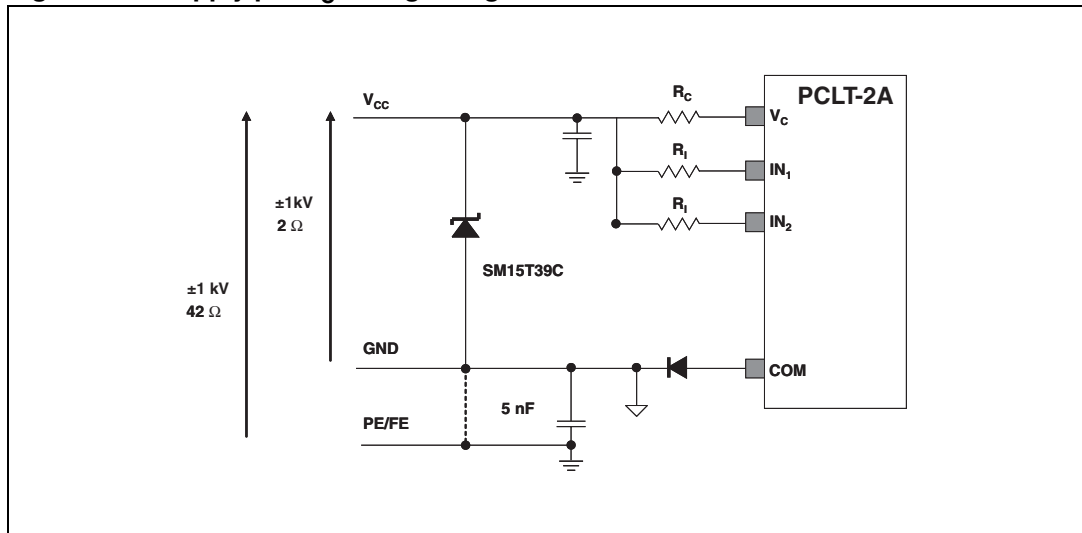 V_CC
R_C
PCLT-2A
V_C
R_I
IN_1
±1kV
2 Ω
R_I
IN_2
SM15T39C
±1 kV
42 Ω
GND
COM
5 nF
PE/FE